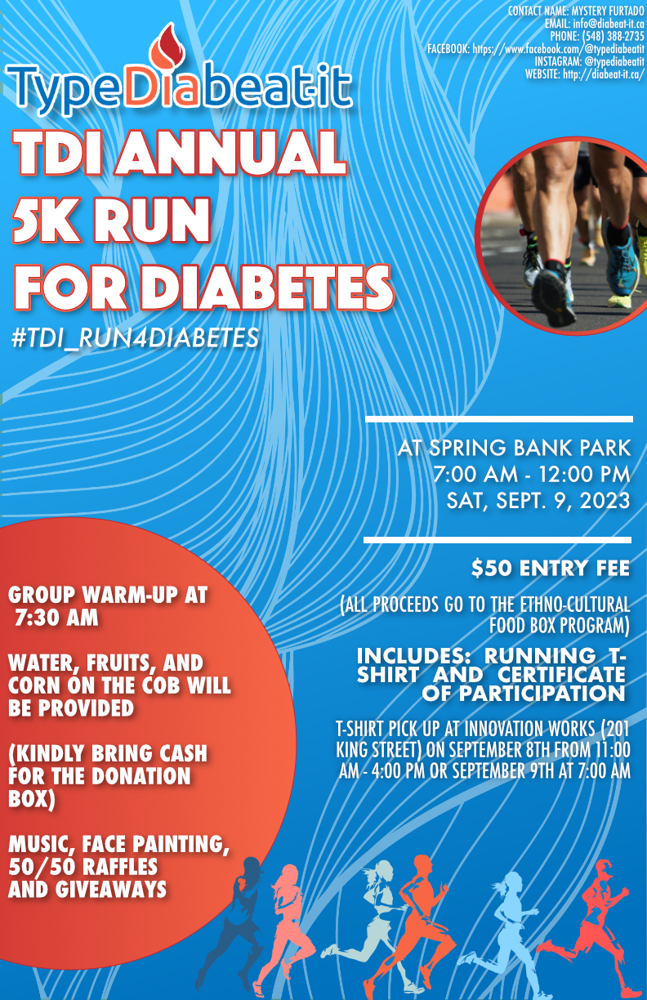 CONTACT NAME: MYSTERY FURTADO
EMAIL: info@diabeat-it.ca
PHONE: (548) 388-2735
FACEBOOK: https://www.facebook.com/@typediabeatit
INSTAGRAM: @typediabeatit
WEBSITE: http://diabeat-it.ca/
TypeDiabeat-it
TDI ANNUAL
5K RUN
FOR DIABETES
#TDI_RUN4DIABETES
AT SPRING BANK PARK
7:00 AM - 12:00 PM
SAT, SEPT. 9, 2023
$50 ENTRY FEE
(ALL PROCEEDS GO TO THE ETHNO-CULTURAL
FOOD BOX PROGRAM)
INCLUDES: RUNNING T-
SHIRT AND CERTIFICATE
OF PARTICIPATION
T-SHIRT PICK UP AT INNOVATION WORKS (201
KING STREET) ON SEPTEMBER 8TH FROM 11:00
AM - 4:00 PM OR SEPTEMBER 9TH AT 7:00 AM
GROUP WARM-UP AT
7:30 AM
WATER, FRUITS, AND
CORN ON THE COB WILL
BE PROVIDED
(KINDLY BRING CASH
FOR THE DONATION
BOX)
MUSIC, FACE PAINTING,
50/50 RAFFLES
AND GIVEAWAYS